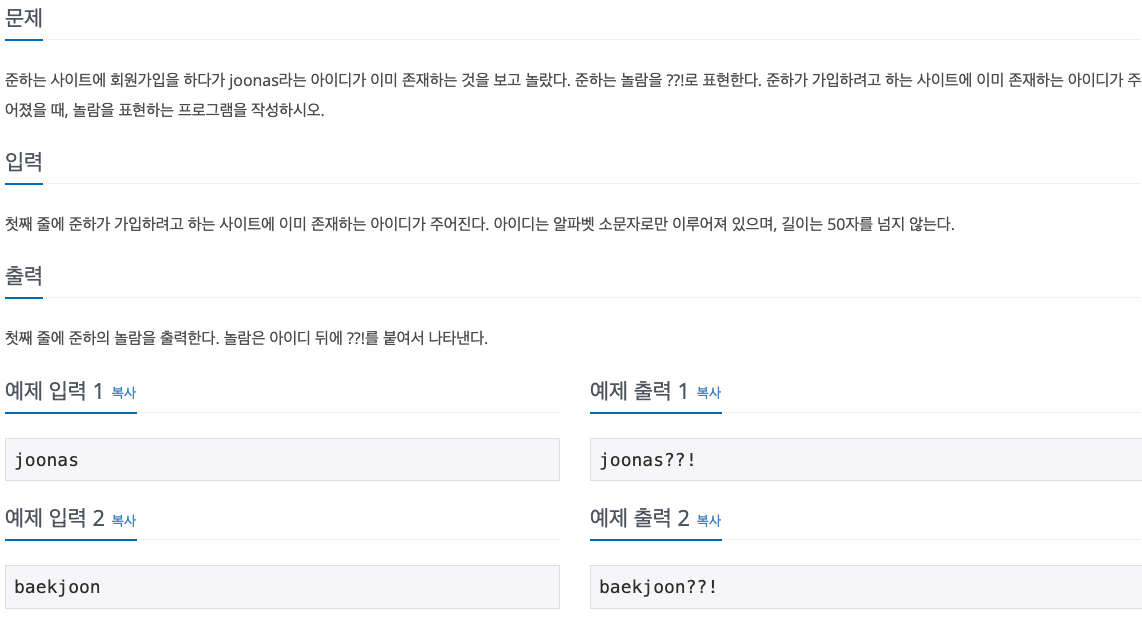 문제
준하는 사이트에 회원가입을 하다가 joonas라는 아이디가 이미 존재하는 것을 보고 놀랐다. 준하는 놀람을 ??!로 표현한다. 준하가 가입하려고 하는 사이트에 이미 존재하는 아이디가 주
어졌을 때, 놀람을 표현하는 프로그램을 작성하시오.
입력
첫째 줄에 준하가 가입하려고 하는 사이트에 이미 존재하는 아이디가 주어진다. 아이디는 알파벳 소문자로만 이루어져 있으며, 길이는 50자를 넘지 않는다.
출력
첫째 줄에 준하의 놀람을 출력한다. 놀람은 아이디 뒤에 ??!를 붙여서 나타낸다.
예제 입력 1 복사
joonas
예제 출력 1 복사
joonas??!
예제 입력 2 복사
baekjoon
예제 출력 2 복사
baekjoon??!